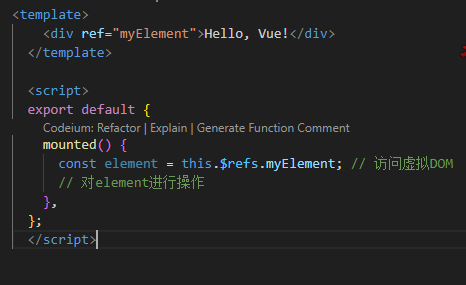 <template>
<div ref="myElement">Hello, Vue!</div>
</template>
<script>
export default {
Codeium: Refactor | Explain | Generate Function Comment
mounted() {
const element = this.$refs.myElement; // 访问虚拟DOM
// 对element进行操作
},
};
</script>